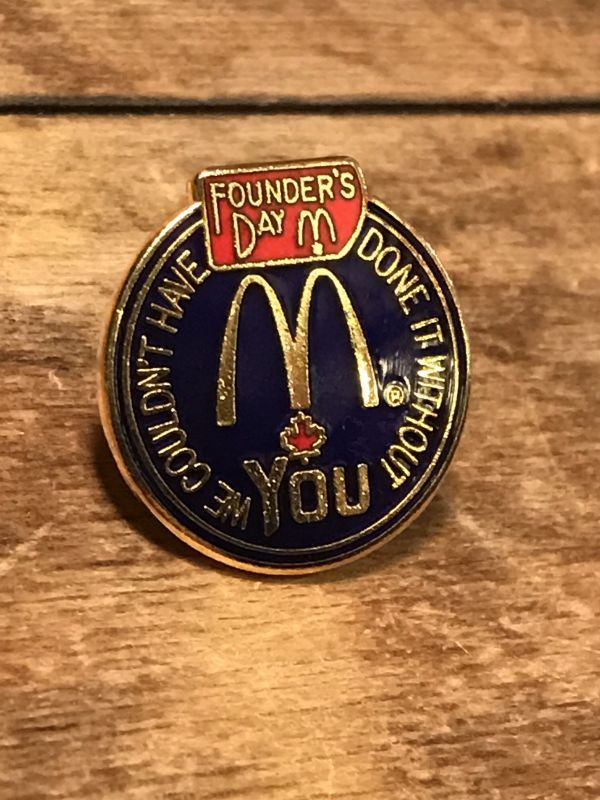 FOUNDER'S
DAY M
WE COULDN'T HAVE
DONE IT WITHOUT
M®
YOU